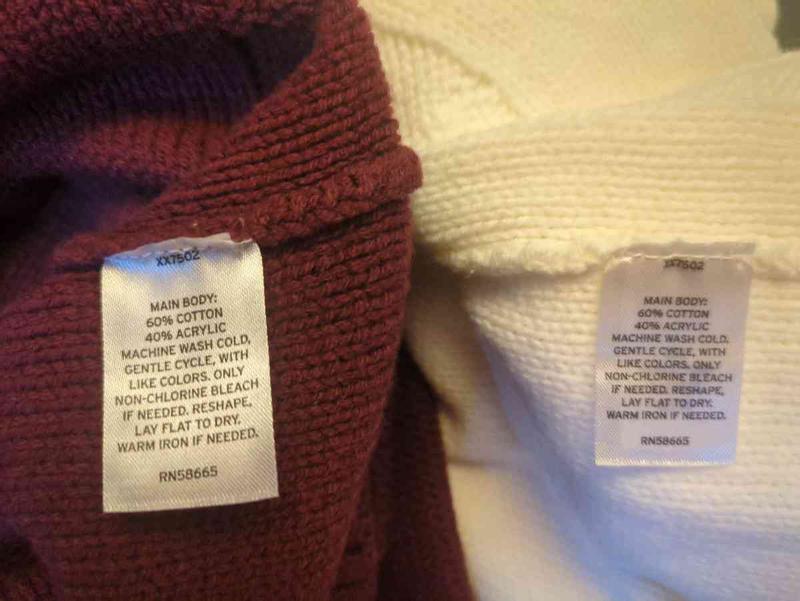 XX7502
MAIN BODY:
60% COTTON
40% ACRYLIC
MACHINE WASH COLD,
GENTLE CYCLE, WITH
LIKE COLORS. ONLY
NON-CHLORINE BLEACH
IF NEEDED. RESHAPE,
LAY FLAT TO DRY.
WARM IRON IF NEEDED.
RN58665
XX7502
MAIN BODY:
60% COTTON
40% ACRYLIC
MACHINE WASH COLD.
GENTLE CYCLE, WITH
LIKE COLORS. ONLY
NON-CHLORINE BLEACH
IF NEEDED. RESHAPE,
LAY FLAT TO DRY.
WARM IRON IF NEEDED.
RN58665